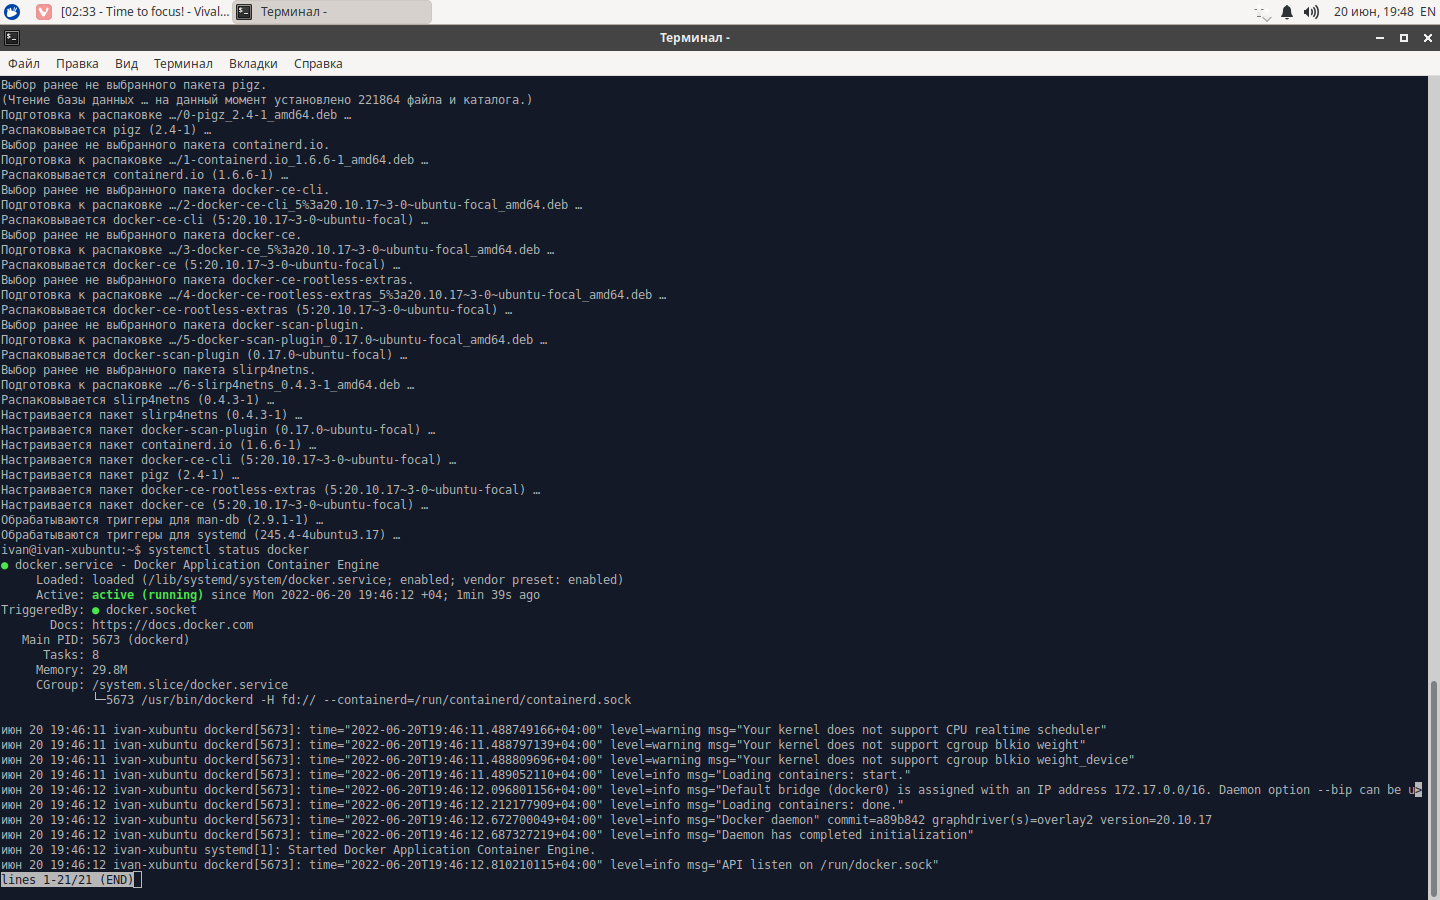 [02:33 - Time to focus! - Vival... Терминал - 20 июн, 19:48 EN
Терминал -
Файл Правка Вид Терминал Вкладки Справка
Выбор ранее не выбранного пакета pigz.
(Чтение базы данных … на данный момент установлено 221864 файла и каталога.)
Подготовка к распаковке …/0-pigz_2.4-1_amd64.deb …
Распаковывается pigz (2.4-1) …
Выбор ранее не выбранного пакета containerd.io.
Подготовка к распаковке …/1-containerd.io_1.6.6-1_amd64.deb …
Распаковывается containerd.io (1.6.6-1) …
Выбор ранее не выбранного пакета docker-ce-cli.
Подготовка к распаковке …/2-docker-ce-cli_5%3a20.10.17~3-0~ubuntu-focal_amd64.deb …
Распаковывается docker-ce-cli (5:20.10.17~3-0~ubuntu-focal) …
Выбор ранее не выбранного пакета docker-ce.
Подготовка к распаковке …/3-docker-ce_5%3a20.10.17~3-0~ubuntu-focal_amd64.deb …
Распаковывается docker-ce (5:20.10.17~3-0~ubuntu-focal) …
Выбор ранее не выбранного пакета docker-ce-rootless-extras.
Подготовка к распаковке …/4-docker-ce-rootless-extras_5%3a20.10.17~3-0~ubuntu-focal_amd64.deb …
Распаковывается docker-ce-rootless-extras (5:20.10.17~3-0~ubuntu-focal) …
Выбор ранее не выбранного пакета docker-scan-plugin.
Подготовка к распаковке …/5-docker-scan-plugin_0.17.0~ubuntu-focal_amd64.deb …
Распаковывается docker-scan-plugin (0.17.0~ubuntu-focal) …
Выбор ранее не выбранного пакета slirp4netns.
Подготовка к распаковке …/6-slirp4netns_0.4.3-1_amd64.deb …
Распаковывается slirp4netns (0.4.3-1) …
Настраивается пакет slirp4netns (0.4.3-1) …
Настраивается пакет docker-scan-plugin (0.17.0~ubuntu-focal) …
Настраивается пакет containerd.io (1.6.6-1) …
Настраивается пакет docker-ce-cli (5:20.10.17~3-0~ubuntu-focal) …
Настраивается пакет pigz (2.4-1) …
Настраивается пакет docker-ce-rootless-extras (5:20.10.17~3-0~ubuntu-focal) …
Настраивается пакет docker-ce (5:20.10.17~3-0~ubuntu-focal) …
Обрабатываются триггеры для man-db (2.9.1-1) …
Обрабатываются триггеры для systemd (245.4-4ubuntu3.17) …
ivan@ivan-xubuntu:~$ systemctl status docker
● docker.service - Docker Application Container Engine
Loaded: loaded (/lib/systemd/system/docker.service; enabled; vendor preset: enabled)
Active: active (running) since Mon 2022-06-20 19:46:12 +04; 1min 39s ago
TriggeredBy: ● docker.socket
Docs: https://docs.docker.com
Main PID: 5673 (dockerd)
Tasks: 8
Memory: 29.8M
CGroup: /system.slice/docker.service
└─5673 /usr/bin/dockerd -H fd:// --containerd=/run/containerd/containerd.sock
июн 20 19:46:11 ivan-xubuntu dockerd[5673]: time="2022-06-20T19:46:11.488749166+04:00" level=warning msg="Your kernel does not support CPU realtime scheduler"
июн 20 19:46:11 ivan-xubuntu dockerd[5673]: time="2022-06-20T19:46:11.488797139+04:00" level=warning msg="Your kernel does not support cgroup blkio weight"
июн 20 19:46:11 ivan-xubuntu dockerd[5673]: time="2022-06-20T19:46:11.488809696+04:00" level=warning msg="Your kernel does not support cgroup blkio weight_device"
июн 20 19:46:11 ivan-xubuntu dockerd[5673]: time="2022-06-20T19:46:11.489052110+04:00" level=info msg="Loading containers: start."
июн 20 19:46:12 ivan-xubuntu dockerd[5673]: time="2022-06-20T19:46:12.096801156+04:00" level=info msg="Default bridge (docker0) is assigned with an IP address 172.17.0.0/16. Daemon option --bip can be u>
июн 20 19:46:12 ivan-xubuntu dockerd[5673]: time="2022-06-20T19:46:12.212177909+04:00" level=info msg="Loading containers: done."
июн 20 19:46:12 ivan-xubuntu dockerd[5673]: time="2022-06-20T19:46:12.672700049+04:00" level=info msg="Docker daemon" commit=a89b842 graphdriver(s)=overlay2 version=20.10.17
июн 20 19:46:12 ivan-xubuntu dockerd[5673]: time="2022-06-20T19:46:12.687327219+04:00" level=info msg="Daemon has completed initialization"
июн 20 19:46:12 ivan-xubuntu systemd[1]: Started Docker Application Container Engine.
июн 20 19:46:12 ivan-xubuntu dockerd[5673]: time="2022-06-20T19:46:12.810210115+04:00" level=info msg="API listen on /run/docker.sock"
lines 1-21/21 (END)